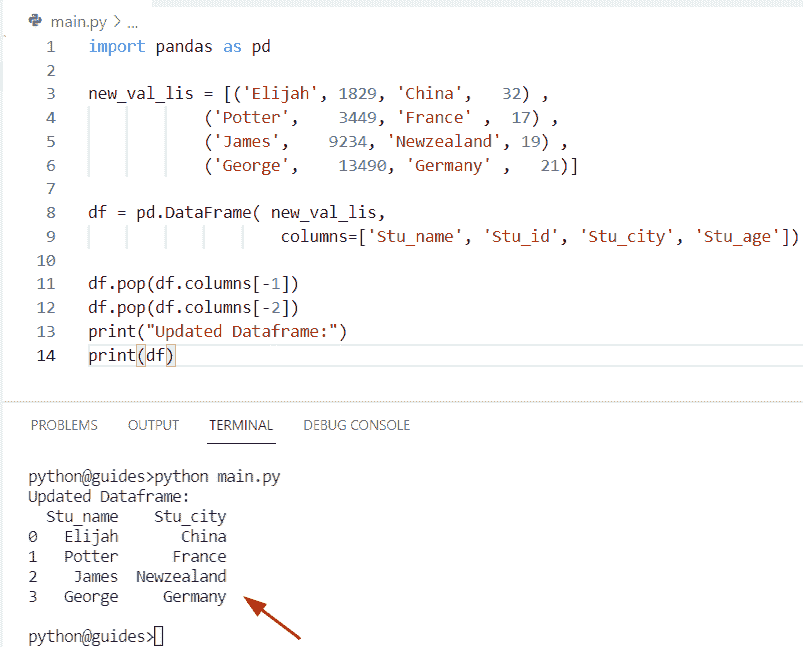 main.py > ...
1 import pandas as pd
2
3 new_val_lis = [('Elijah', 1829, 'China',   32) ,
4             ('Potter',    3449, 'France' ,  17) ,
5             ('James',    9234, 'Newzealand', 19) ,
6             ('George',    13490, 'Germany' ,   21)]
7
8 df = pd.DataFrame( new_val_lis,
9                     columns=['Stu_name', 'Stu_id', 'Stu_city', 'Stu_age'])
10
11 df.pop(df.columns[-1])
12 df.pop(df.columns[-2])
13 print("Updated Dataframe:")
14 print(df)
PROBLEMS OUTPUT TERMINAL DEBUG CONSOLE
python@guides>python main.py
Updated Dataframe:
  Stu_name    Stu_city
0   Elijah       China
1   Potter      France
2    James  Newzealand
3   George     Germany
python@guides>